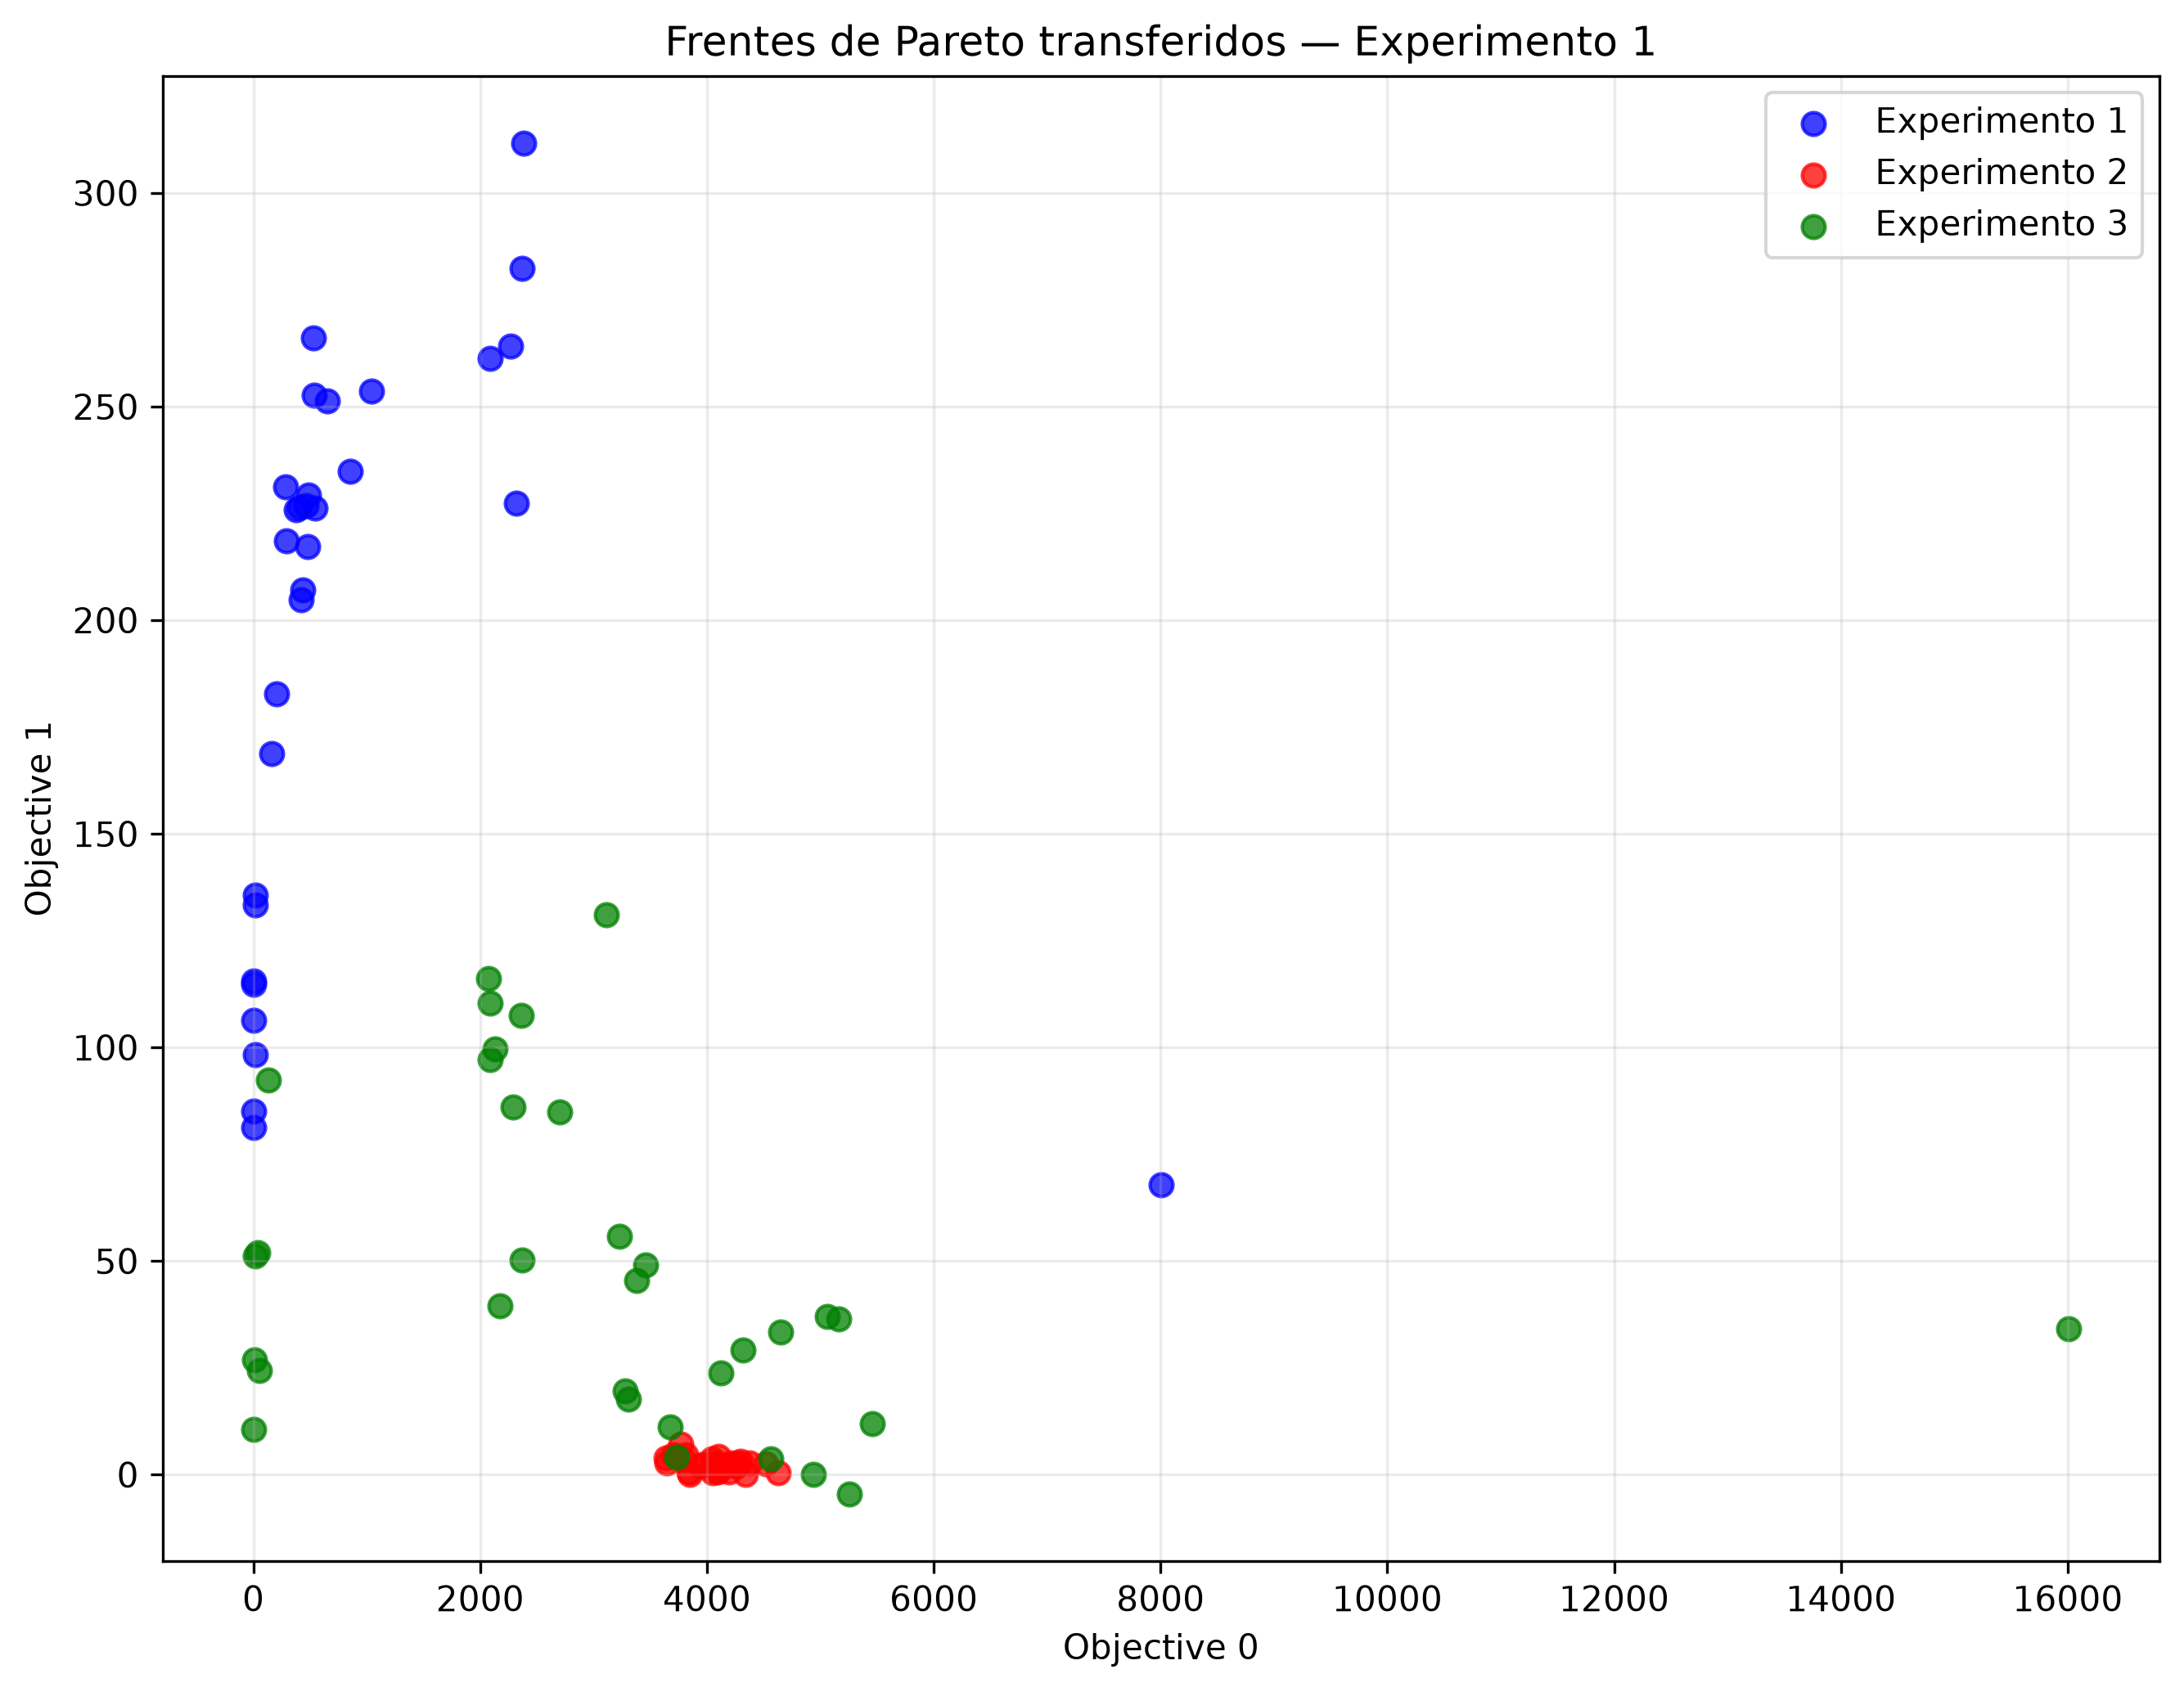 Frentes de Pareto transferidos — Experimento 1
Experimento 1
Experimento 2
Experimento 3
Objective 1
300
250
200
150
100
50
0
0 2000 4000 6000 8000 10000 12000 14000 16000
Objective 0